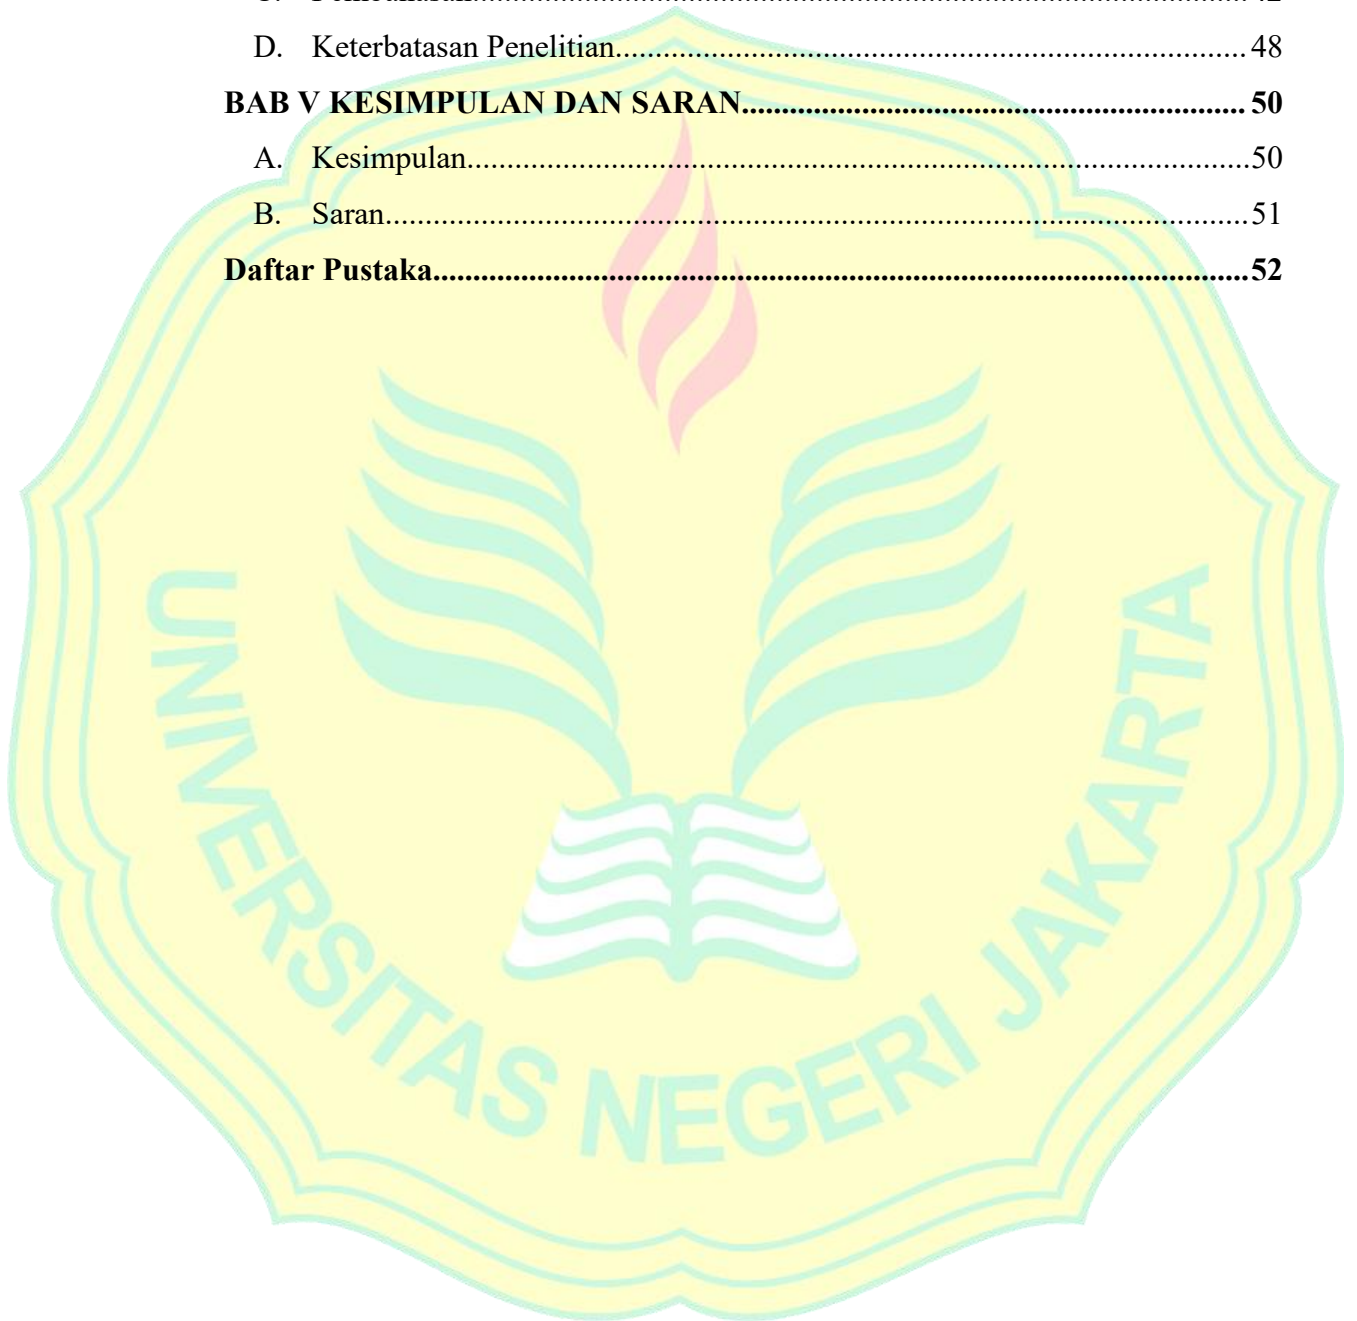 D. Keterbatasan Penelitian............................................................................... 48
BAB V KESIMPULAN DAN SARAN............................................................... 50
A. Kesimpulan.................................................................................................. 50
B. Saran............................................................................................................ 51
Daftar Pustaka...................................................................................................... 52
UNIVERSITAS NEGERI JAKARTA